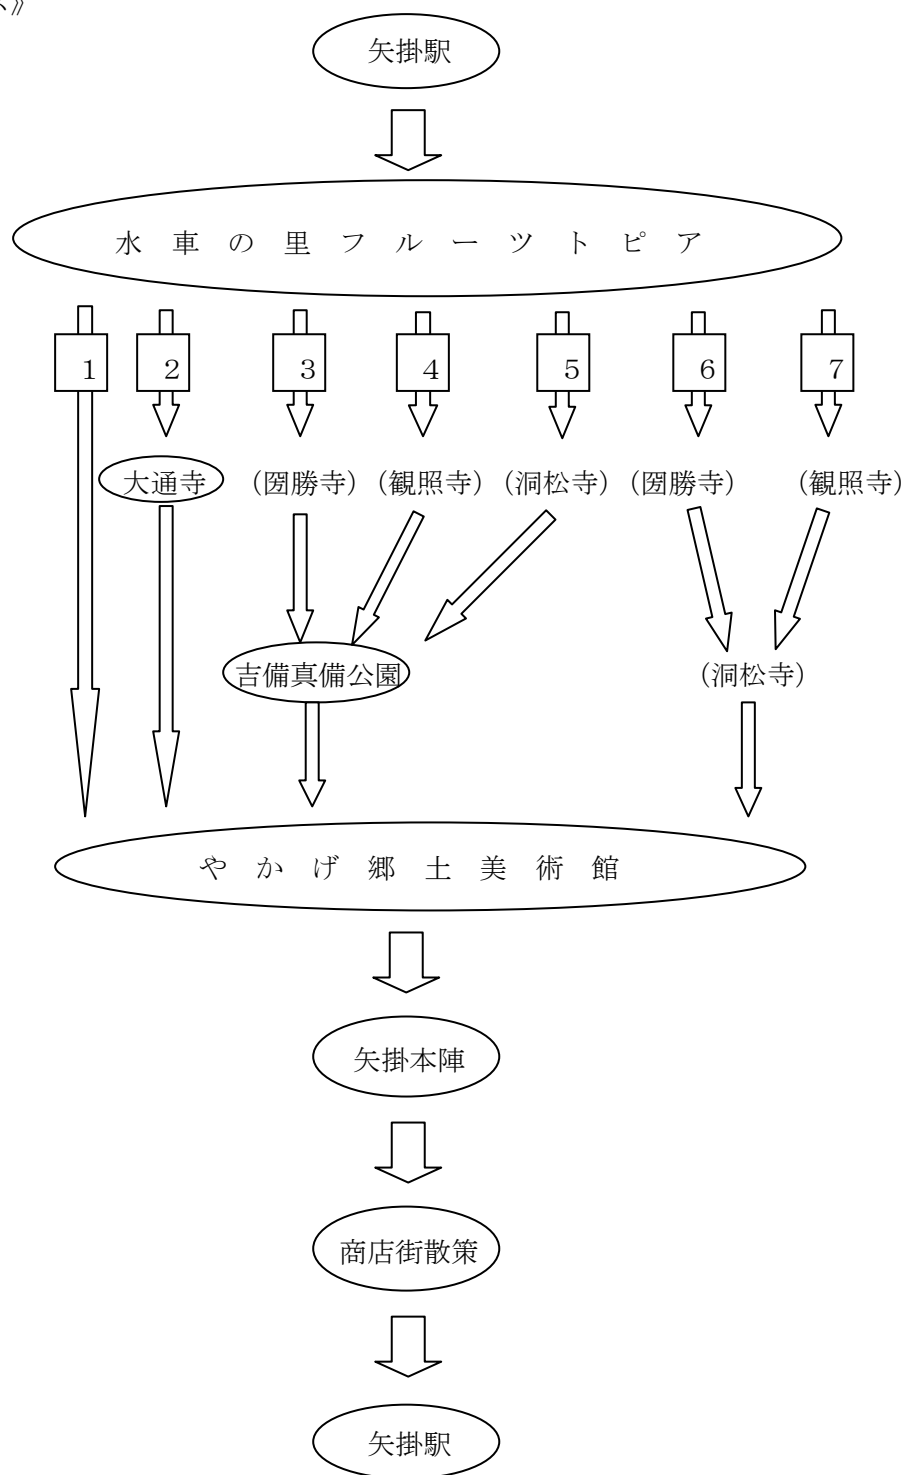 》
矢掛駅
水車の里フルーツトピア
1 2 3 4 5 6 7
大通寺 (圀勝寺) (観照寺) (洞松寺) (圀勝寺) (観照寺)
吉備真備公園 (洞松寺)
やかげ郷土美術館
矢掛本陣
商店街散策
矢掛駅